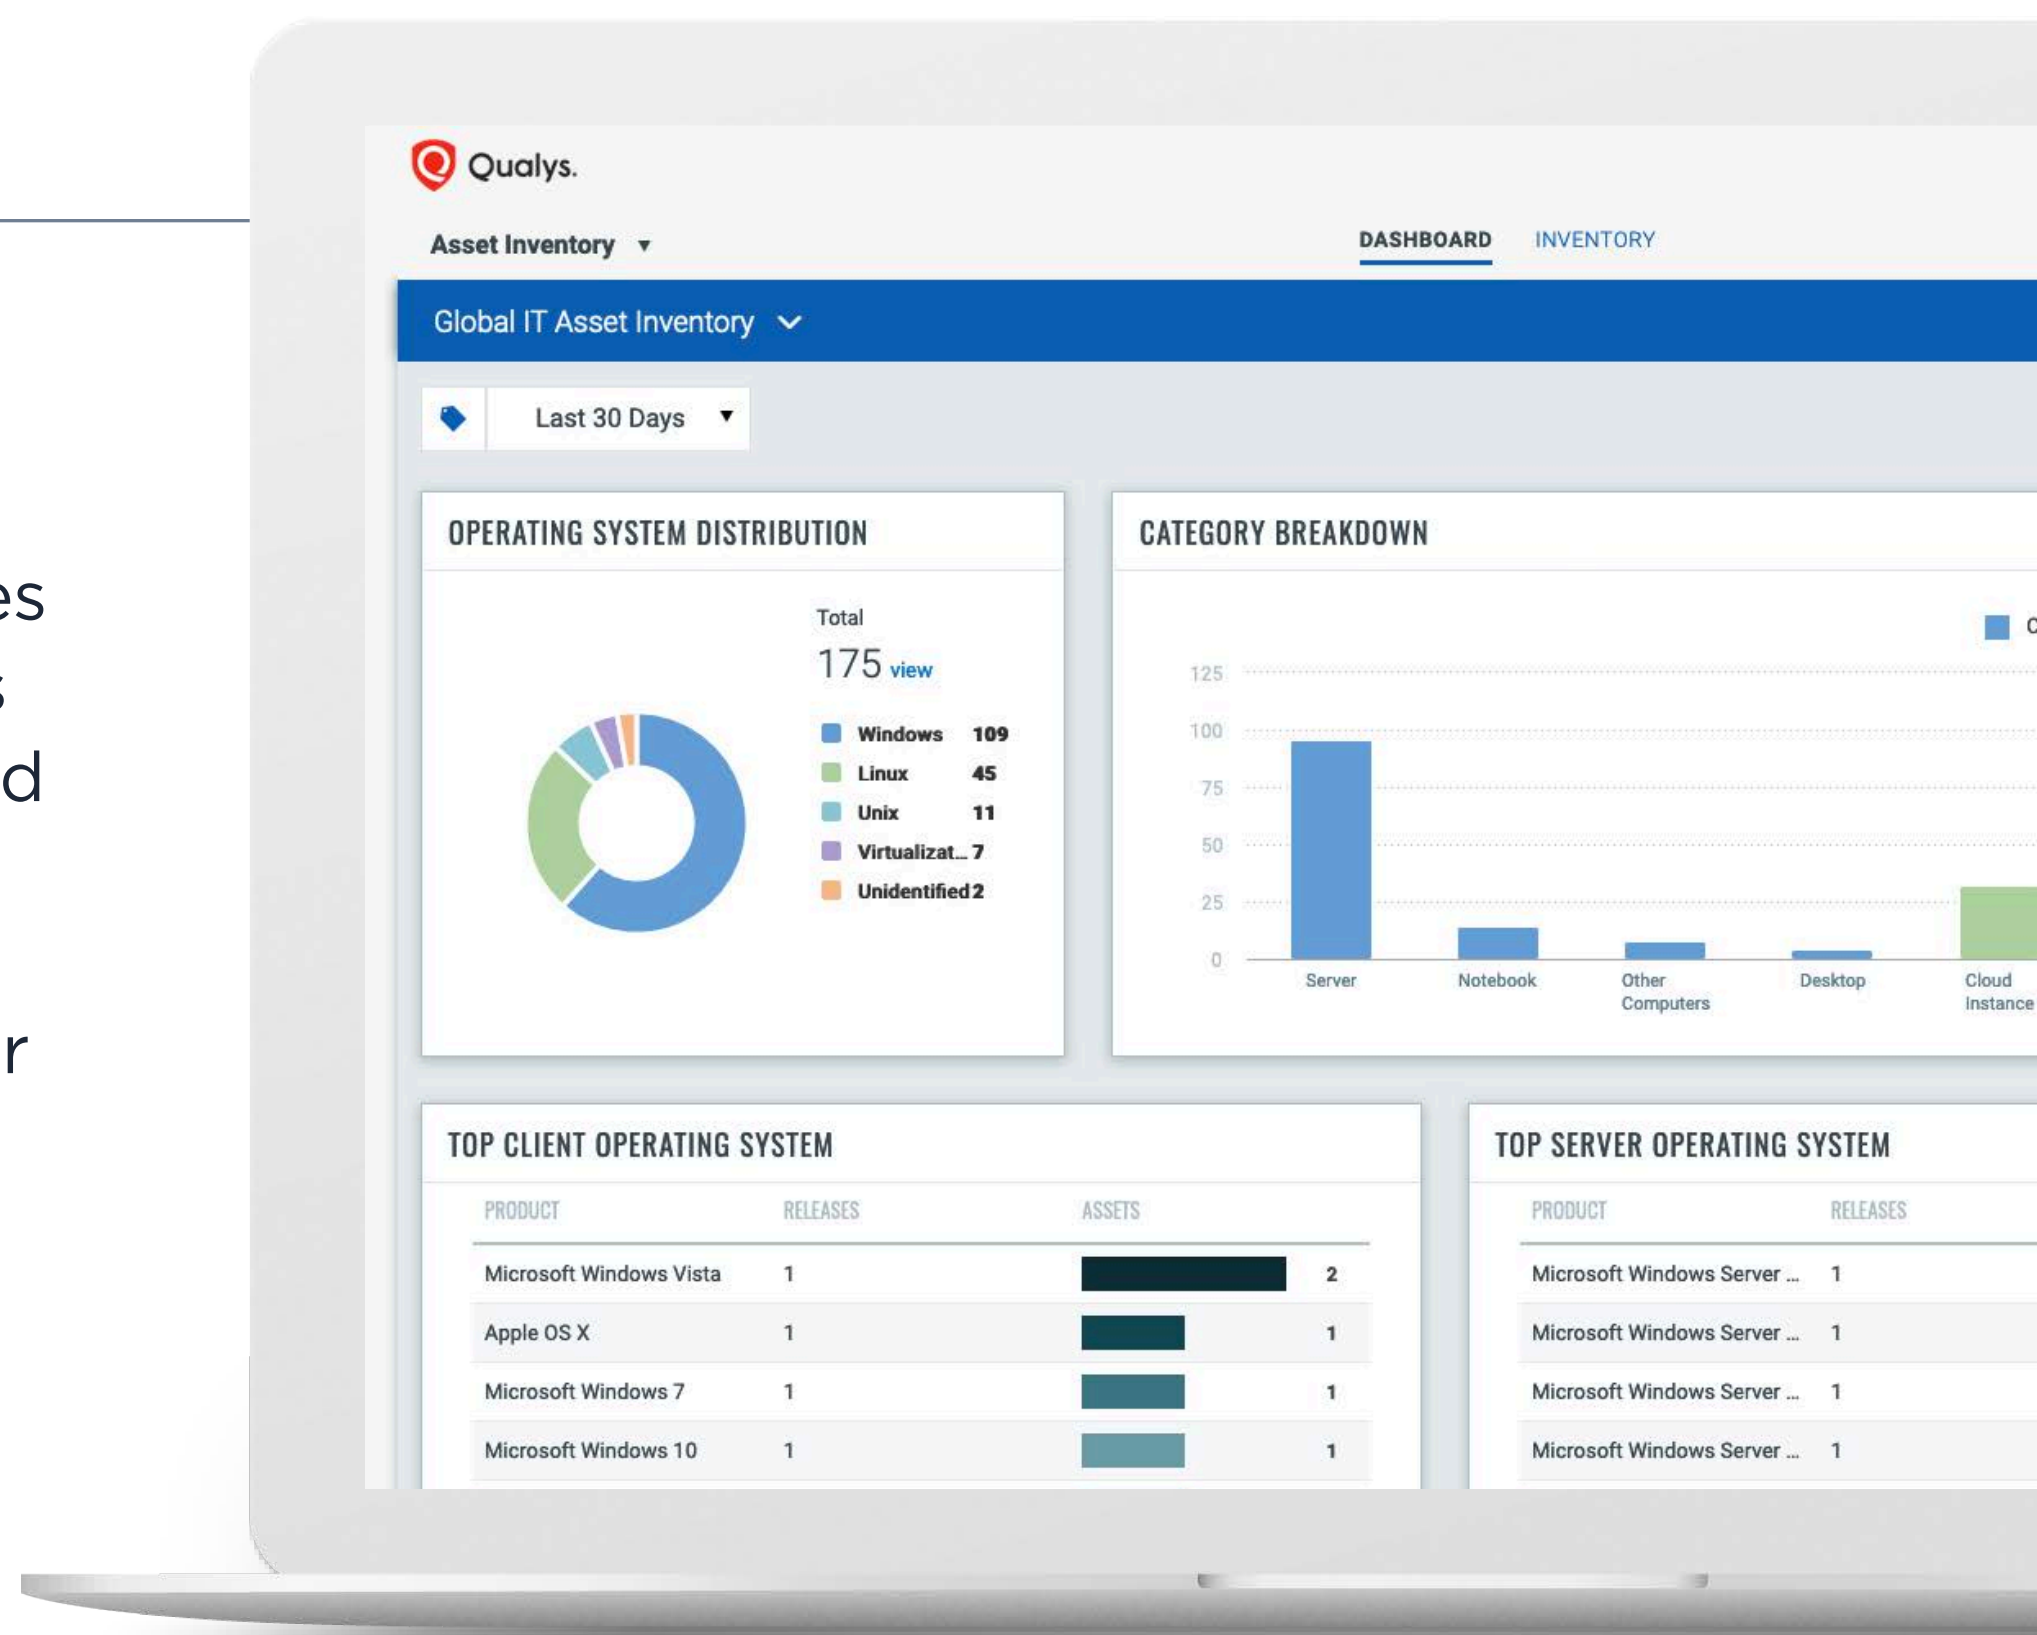 Qualys.
Asset Inventory
DASHBOARD INVENTORY
Global IT Asset Inventory
Last 30 Days
OPERATING SYSTEM DISTRIBUTION
Total
175 view
Windows 109
Linux 45
Unix 11
Virtualizat... 7
Unidentified 2
CATEGORY BREAKDOWN
125
100
75
50
25
0
Server Notebook Other Computers Desktop Cloud Instance
TOP CLIENT OPERATING SYSTEM
PRODUCT RELEASES ASSETS
Microsoft Windows Vista 1 2
Apple OS X 1 1
Microsoft Windows 7 1 1
Microsoft Windows 10 1 1
TOP SERVER OPERATING SYSTEM
PRODUCT RELEASES
Microsoft Windows Server ... 1
Microsoft Windows Server ... 1
Microsoft Windows Server ... 1
Microsoft Windows Server ... 1